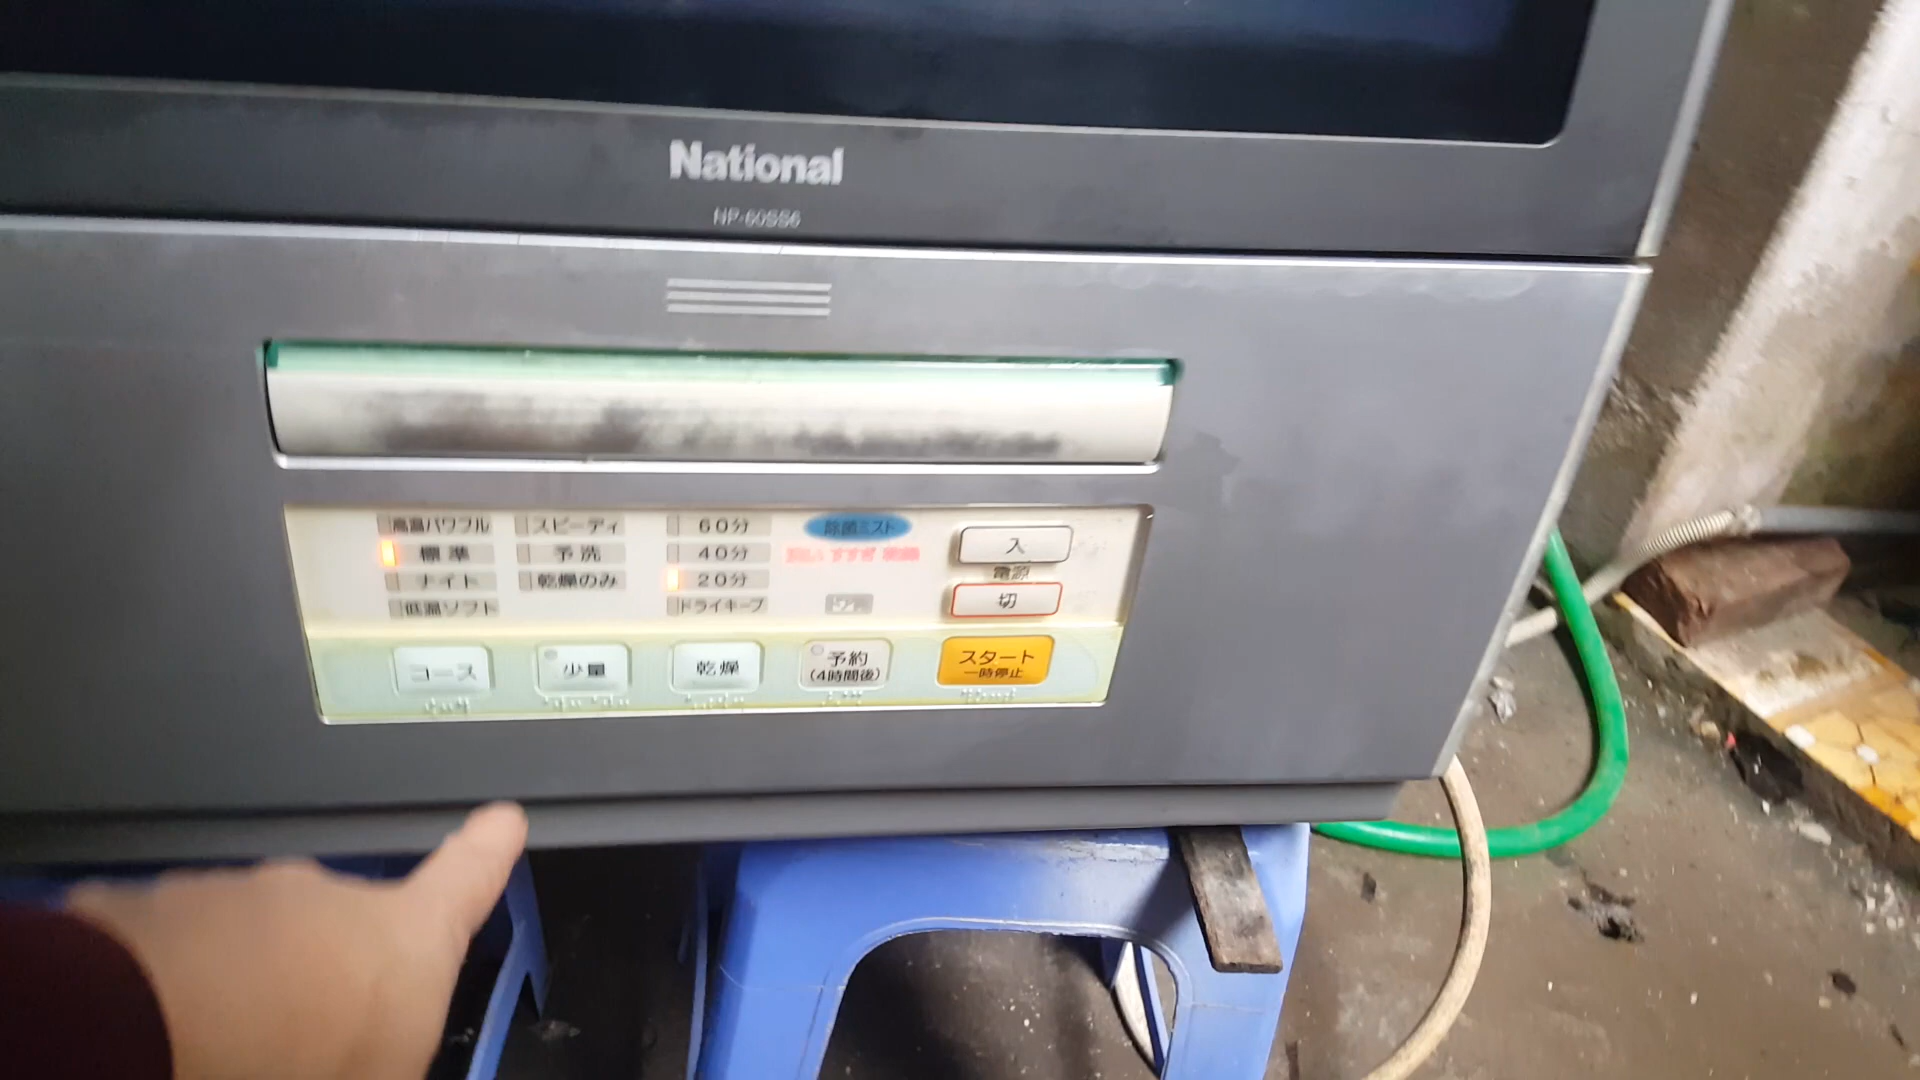 National
NP-60SS6
高温パワフル
スピーディ
60分
除菌ミスト
標準
予洗
40分
入
ナイト
乾燥のみ
20分
電源
低温ソフト
ドライキープ
切
コース
少量
乾燥
予約
(4時間後)
スタート
一時停止